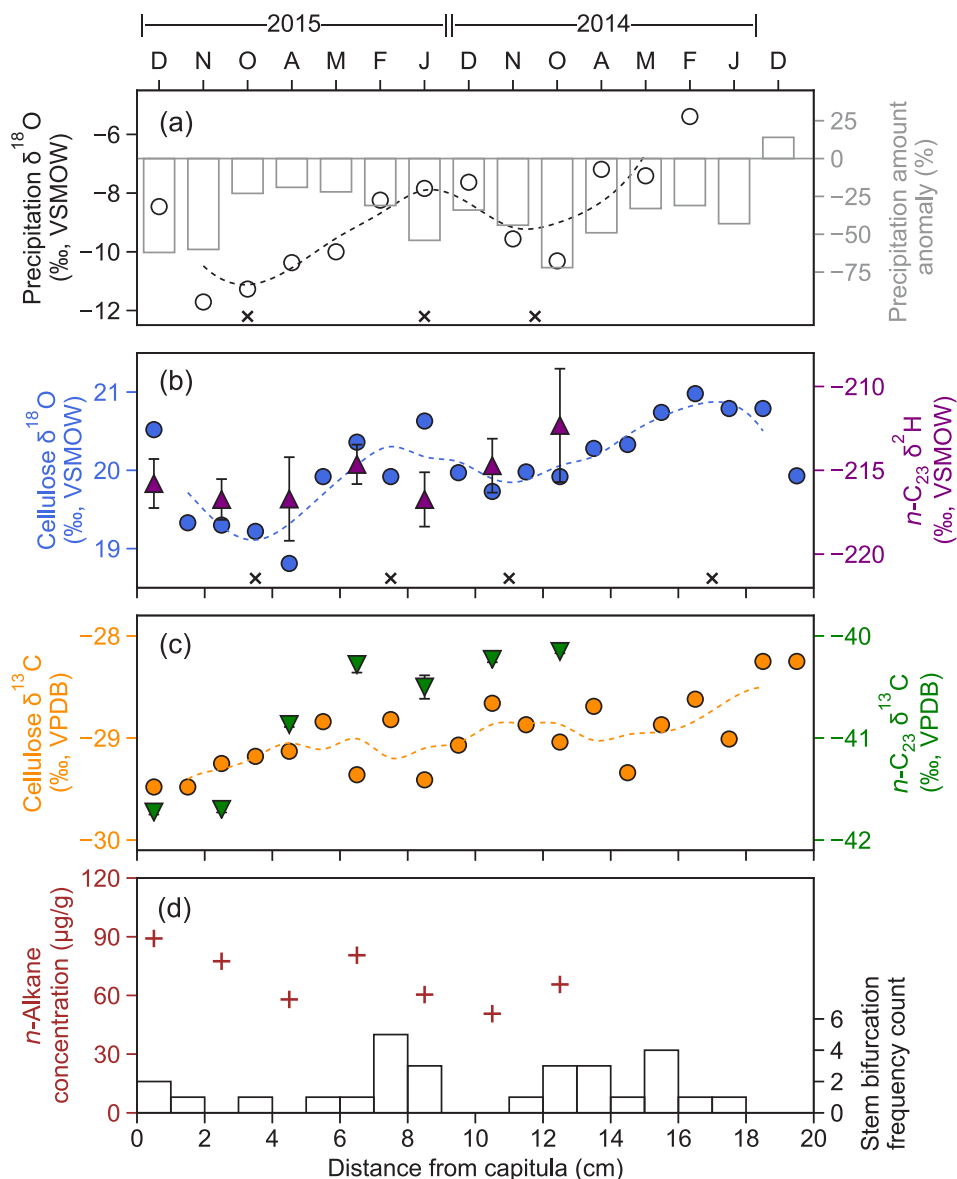 2015 2014
D N O A M F J D N O A M F J D
(a)
Precipitation δ18O
(‰, VSMOW)
−6
−8
−10
−12
25
0
−25
−50
−75
Precipitation amount
anomaly (%)
(b)
Cellulose δ18O
(‰, VSMOW)
21
20
19
−210
−215
−220
n-C23 δ2H
(‰, VSMOW)
(c)
Cellulose δ13C
(‰, VPDB)
−28
−29
−30
−40
−41
−42
n-C23 δ13C
(‰, VPDB)
(d)
n-Alkane
concentration (µg/g)
120
90
60
30
0
6
4
2
0
Stem bifurcation
frequency count
0 2 4 6 8 10 12 14 16 18 20
Distance from capitula (cm)